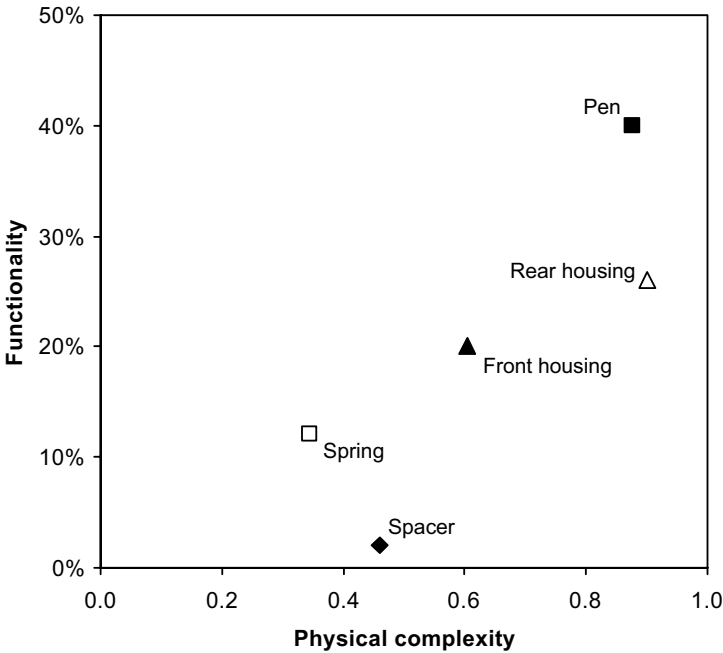 50%
Pen
40%
30%
Rear housing
20%
Front housing
10%
Spring
Spacer
0%
0.0 0.2 0.4 0.6 0.8 1.0
Physical complexity
Functionality